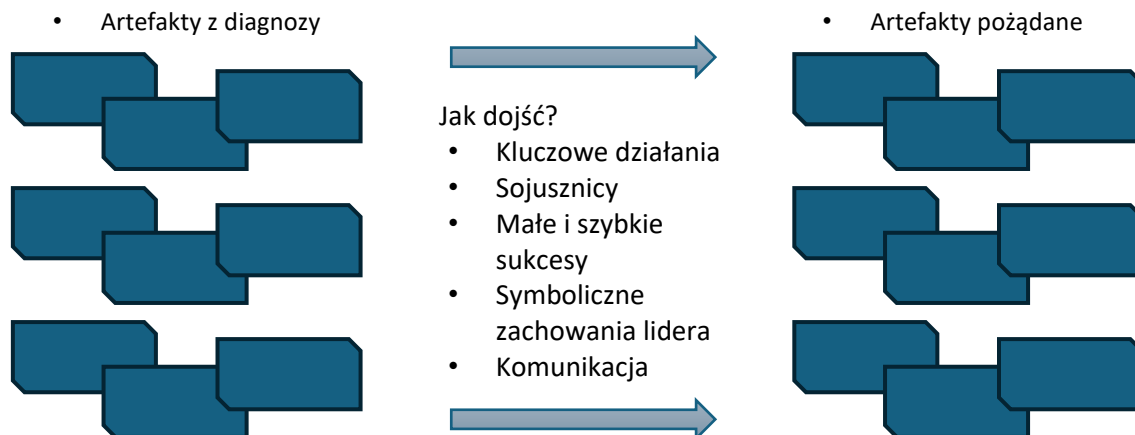 • Artefakty z diagnozy
• Artefakty pożądane
Jak dojść?
• Kluczowe działania
• Sojusznicy
• Małe i szybkie
sukcesy
• Symboliczne
zachowania lidera
• Komunikacja